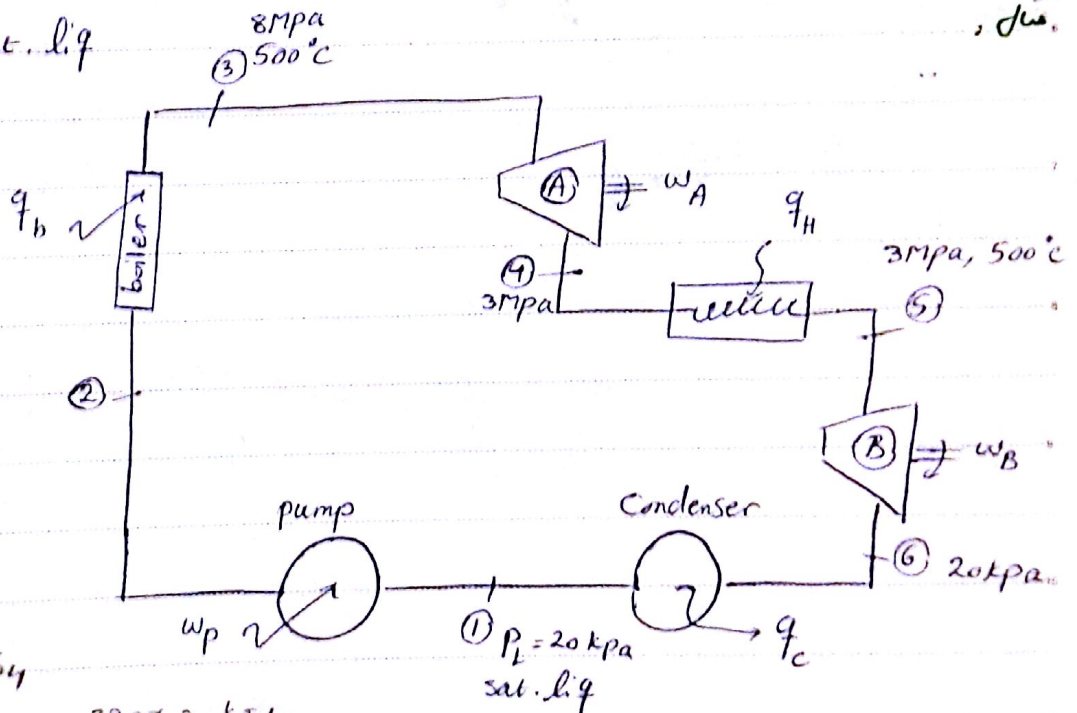 t. liq
8Mpa
③ 500°C
q_b
boiler
Ⓐ
w_A
q_H
④
3Mpa
3Mpa, 500°C
⑤
②
Ⓑ
w_B
pump
Condenser
⑥ 20kpa
w_p
① P_L = 20 kpa
q_c
sat. liq